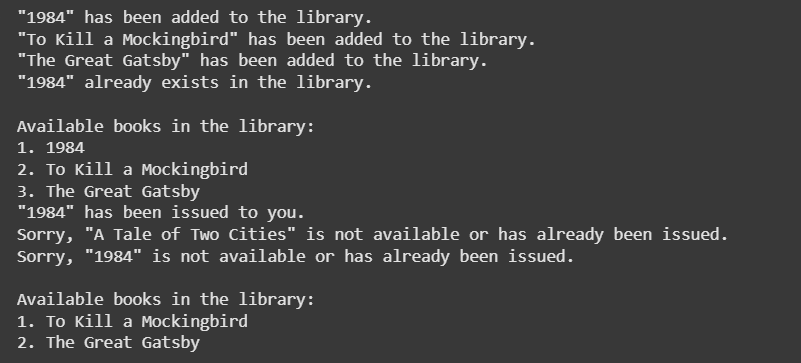 "1984" has been added to the library.
"To Kill a Mockingbird" has been added to the library.
"The Great Gatsby" has been added to the library.
"1984" already exists in the library.

Available books in the library:
1. 1984
2. To Kill a Mockingbird
3. The Great Gatsby
"1984" has been issued to you.
Sorry, "A Tale of Two Cities" is not available or has already been issued.
Sorry, "1984" is not available or has already been issued.

Available books in the library:
1. To Kill a Mockingbird
2. The Great Gatsby